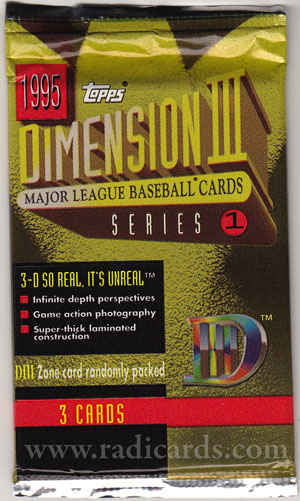 1995
Topps
DIMENSION III
MAJOR LEAGUE BASEBALL CARDS
SERIES 1
3-D SO REAL, IT'S UNREAL™
Infinite depth perspectives
Game action photography
Super-thick laminated
construction
DIII Zone card randomly packed
DIII™
3 CARDS
www.radicards.com